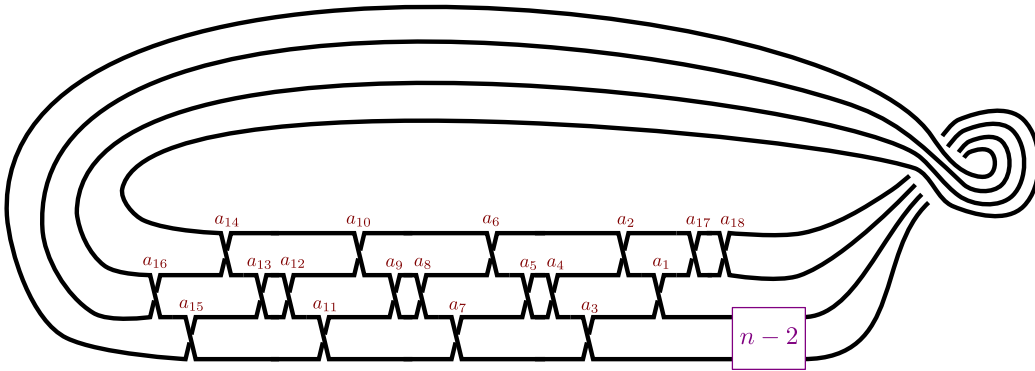 a₁₄ a₁₀ a₆ a₂ a₁₇ a₁₈
a₁₆ a₁₃ a₁₂ a₉ a₈ a₅ a₄ a₁
a₁₅ a₁₁ a₇ a₃
n − 2